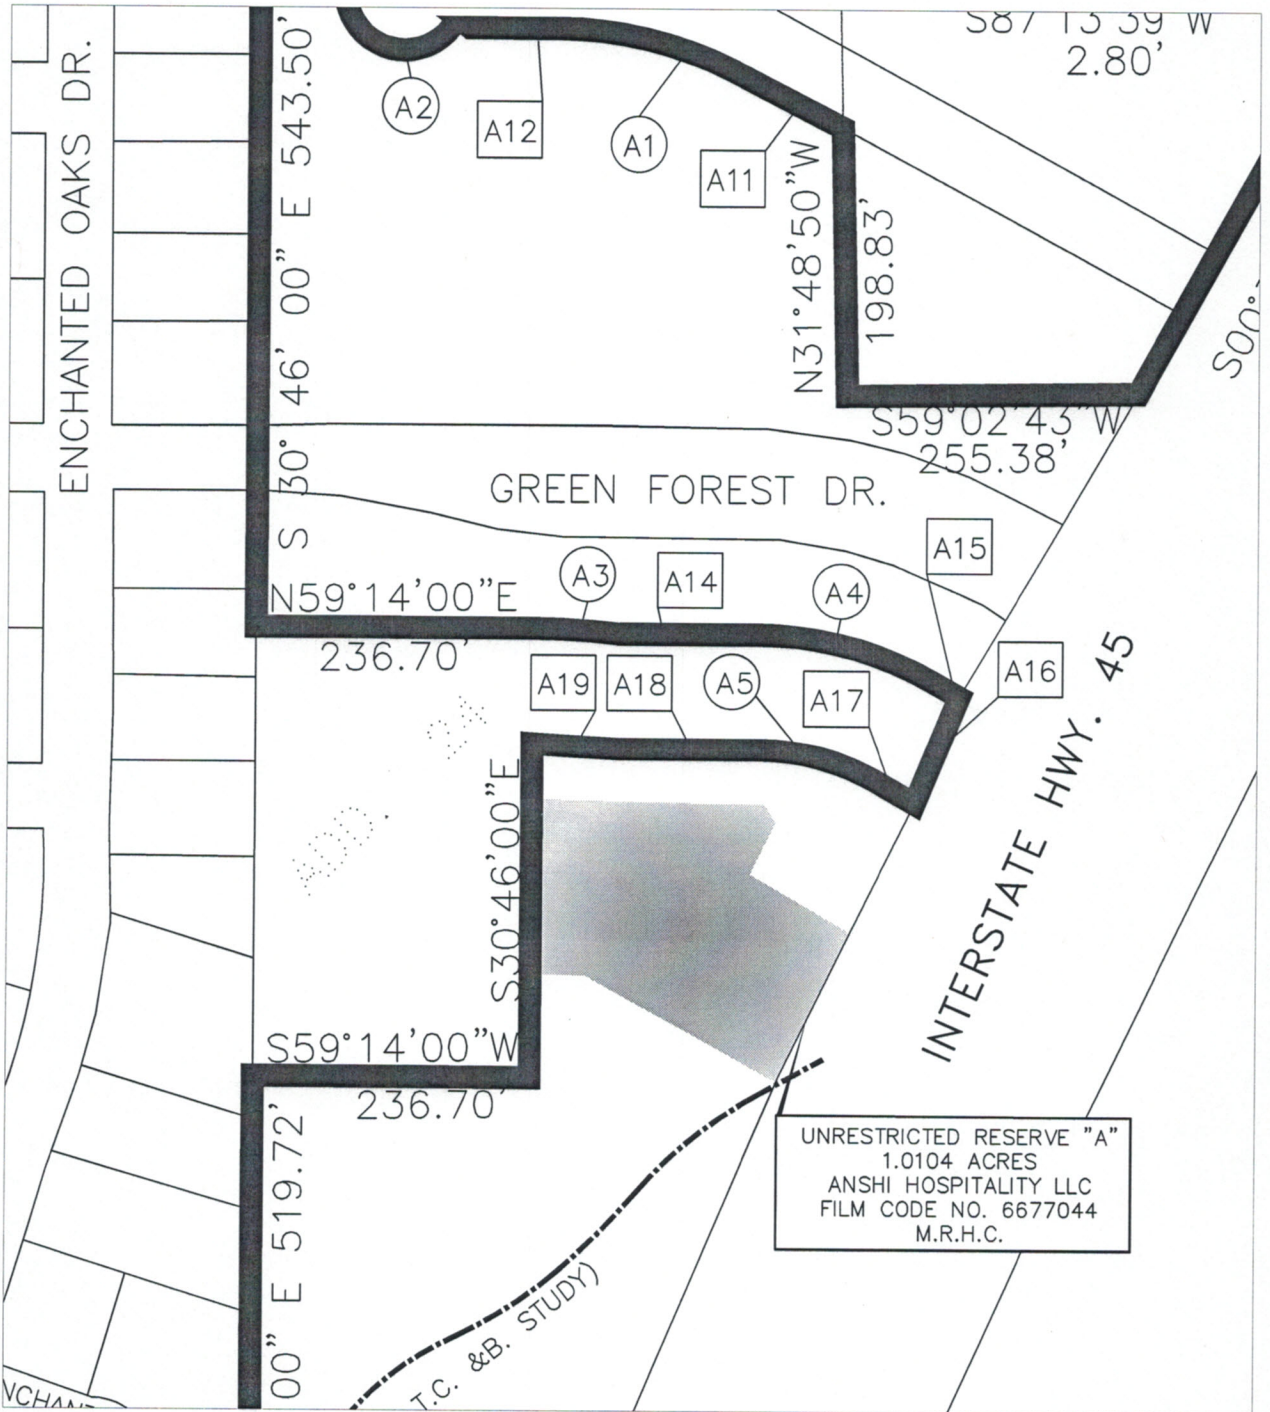 S87°13'39"W
2.80'
ENCHANTED OAKS DR.
S 30° 46' 00" E 543.50'
A2
A12
A1
A11
N31°48'50"W
198.83'
S00°
S59°02'43"W
255.38'
GREEN FOREST DR.
A15
A3
A14
A4
N59°14'00"E
236.70'
A19
A18
A5
A17
A16
INTERSTATE HWY. 45
S30°46'00"E
S59°14'00"W
236.70'
00" E 519.72'
UNRESTRICTED RESERVE "A"
1.0104 ACRES
ANSHI HOSPITALITY LLC
FILM CODE NO. 6677044
M.R.H.C.
T.C. &B. STUDY)